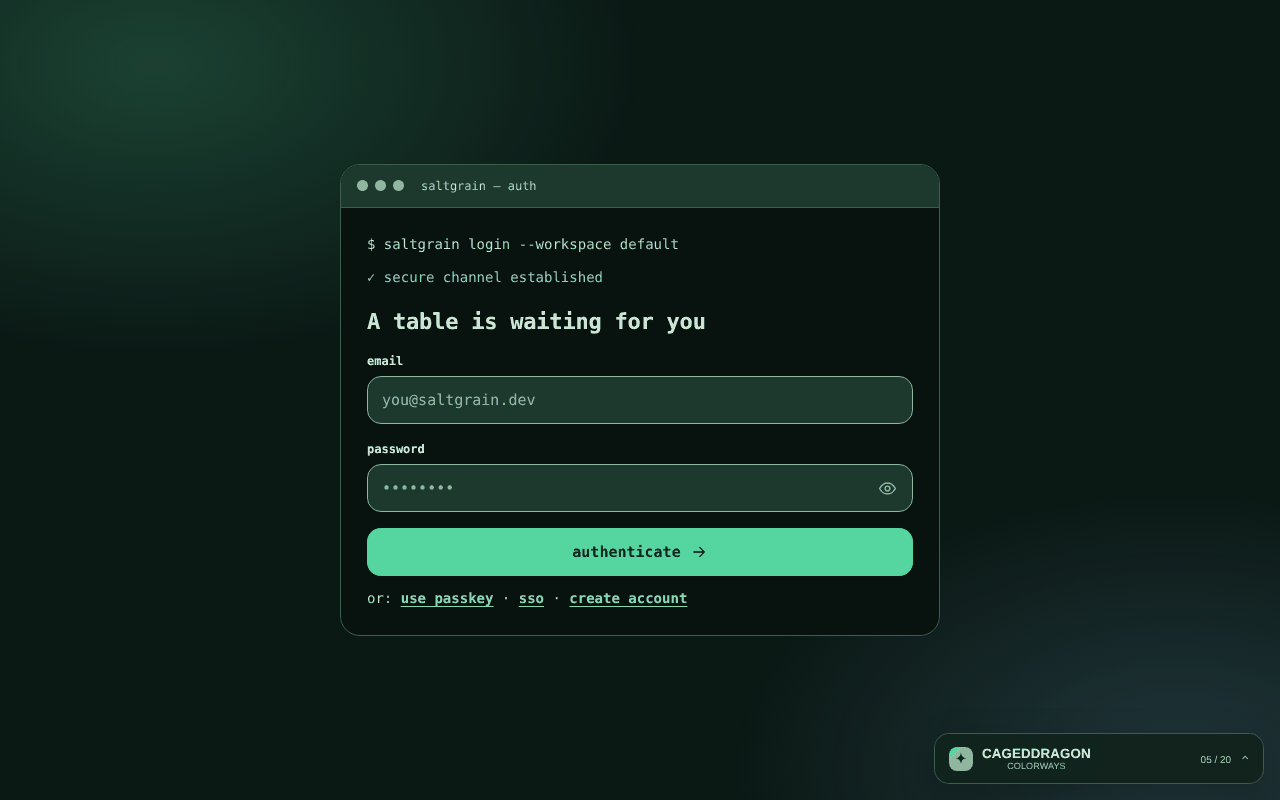 saltgrain — auth
$ saltgrain login --workspace default
✓ secure channel established
A table is waiting for you
email
you@saltgrain.dev
password
••••••••
authenticate →
or: use passkey · sso · create account
CAGEDDRAGON
COLORWAYS
05 / 20